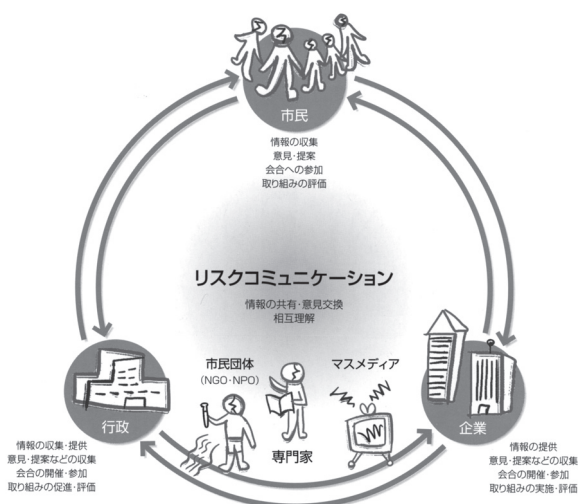 市民
情報の収集
意見・提案
会合への参加
取り組みの評価
リスクコミュニケーション
情報の共有・意見交換
相互理解
市民団体
(NGO・NPO)
専門家
マスメディア
行政
情報の収集・提供
意見・提案などの収集
会合の開催・参加
取り組みの促進・評価
企業
情報の提供
意見・提案などの収集
会合の開催・参加
取り組みの実施・評価